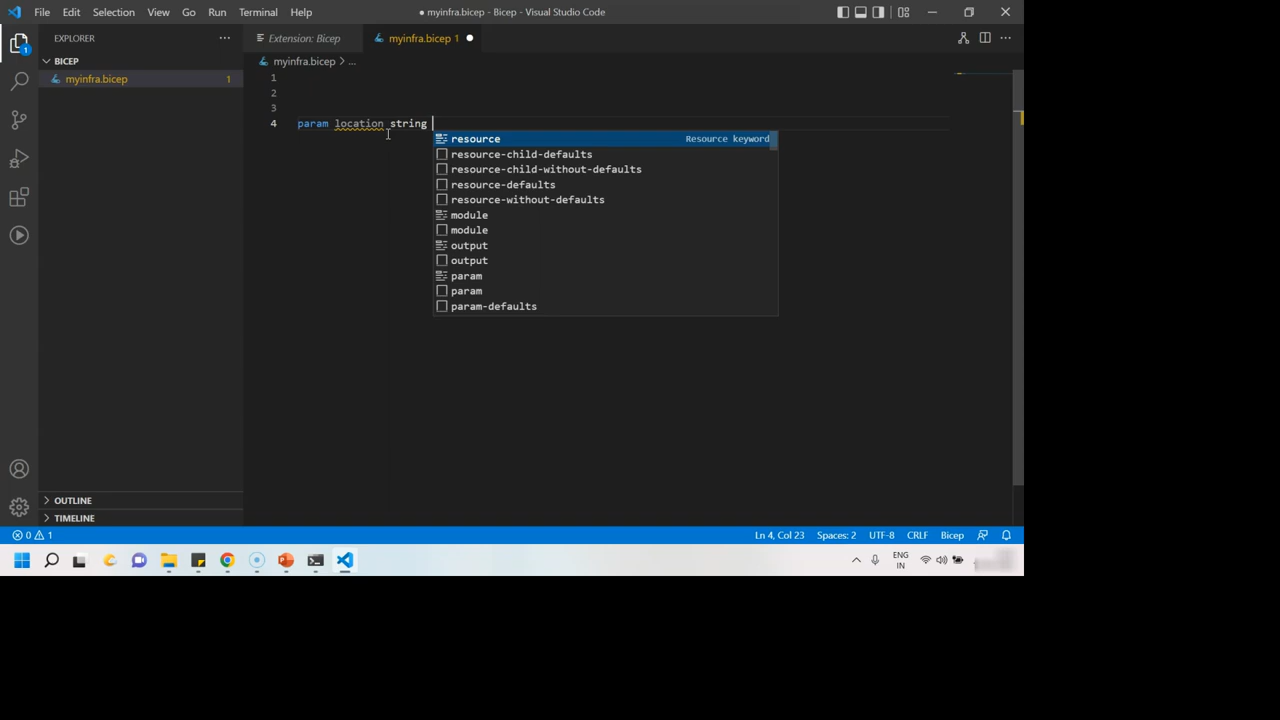 File Edit Selection View Go Run Terminal Help
● myinfra.bicep - Bicep - Visual Studio Code
EXPLORER
Extension: Bicep
myinfra.bicep 1
BICEP
myinfra.bicep > ...
myinfra.bicep 1
1
1
2
3
4 param location string
resource Resource keyword
resource-child-defaults
resource-child-without-defaults
resource-defaults
resource-without-defaults
module
module
output
output
param
param
param-defaults
OUTLINE
TIMELINE
0 1
Ln 4, Col 23 Spaces: 2 UTF-8 CRLF Bicep
ENG
IN